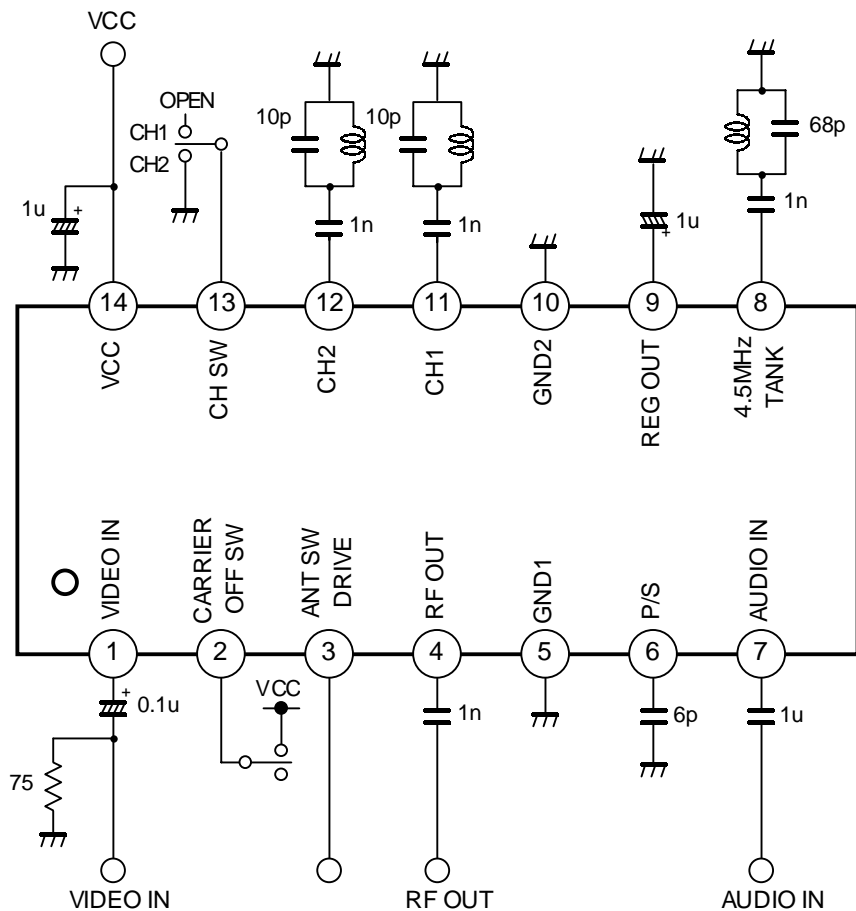 VCC
OPEN
CH1
CH2
1u
+
10p
10p
68p
1n
1n
1u
+
1n
14
13
12
11
10
9
8
VCC
CH SW
CH2
CH1
GND2
REG OUT
4.5MHz
TANK
VIDEO IN
CARRIER
OFF SW
ANT SW
DRIVE
RF OUT
GND1
P/S
AUDIO IN
1
2
3
4
5
6
7
+
0.1u
VCC
1n
6p
1u
75
VIDEO IN
RF OUT
AUDIO IN